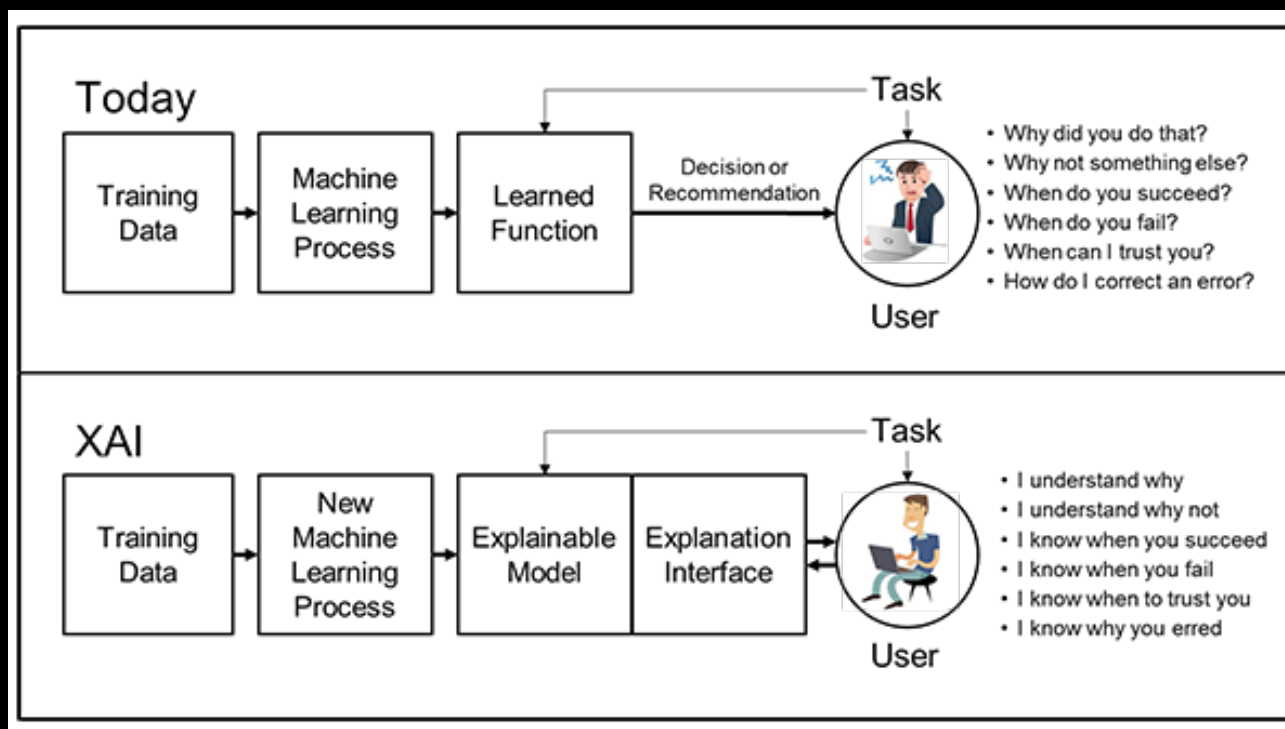 Today
Task
Training
Data
Machine
Learning
Process
Learned
Function
Decision or
Recommendation
User
• Why did you do that?
• Why not something else?
• When do you succeed?
• When do you fail?
• When can I trust you?
• How do I correct an error?
XAI
Task
Training
Data
New
Machine
Learning
Process
Explainable
Model
Explanation
Interface
User
• I understand why
• I understand why not
• I know when you succeed
• I know when you fail
• I know when to trust you
• I know why you erred